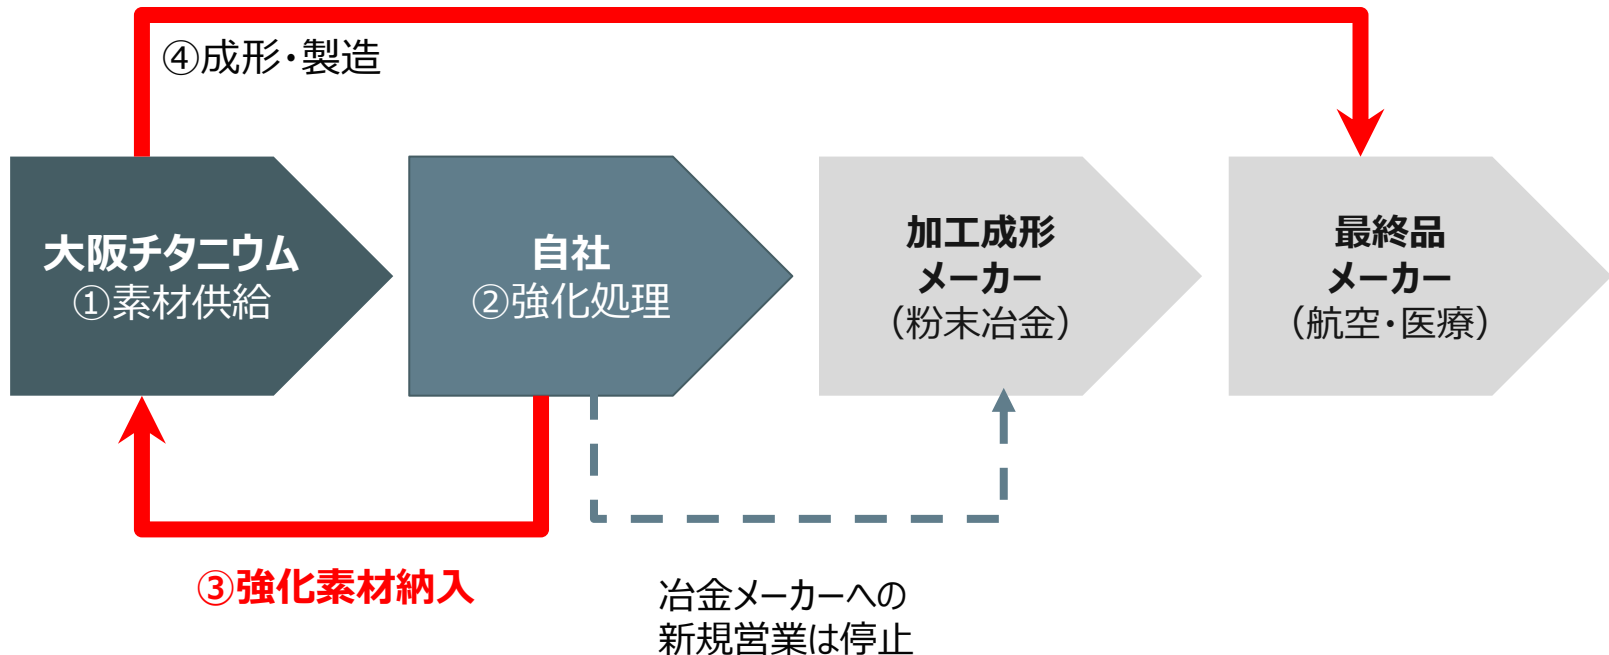 ④成形・製造
大阪チタニウム
①素材供給
自社
②強化処理
加工成形
メーカー
（粉末冶金）
最終品
メーカー
（航空・医療）
③強化素材納入
冶金メーカーへの
新規営業は停止